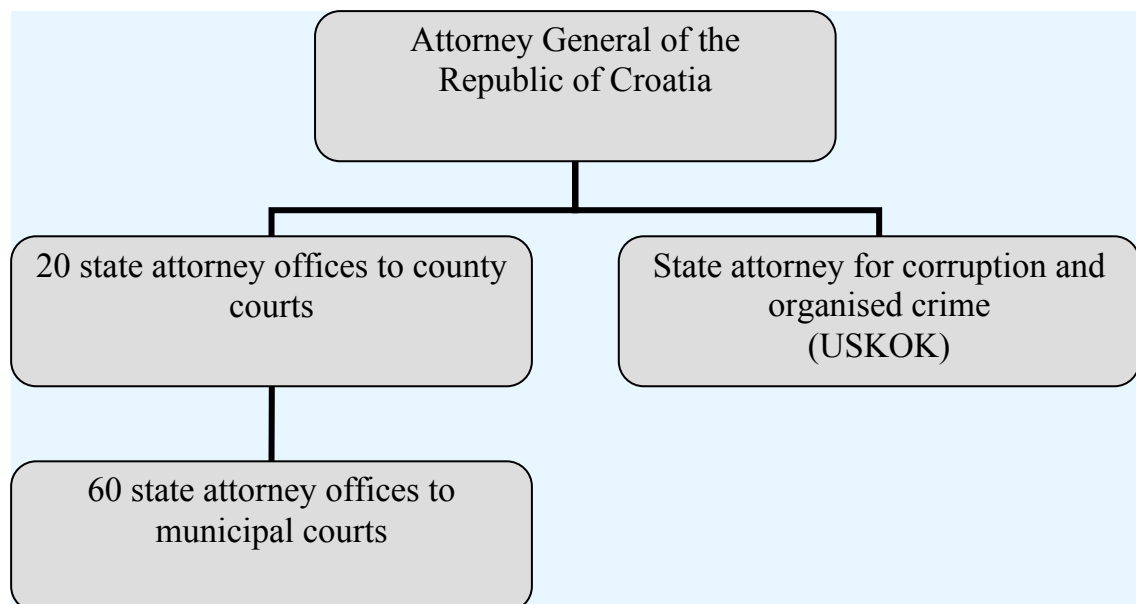 Attorney General of the
Republic of Croatia
20 state attorney offices to county
courts
State attorney for corruption and
organised crime
(USKOK)
60 state attorney offices to
municipal courts